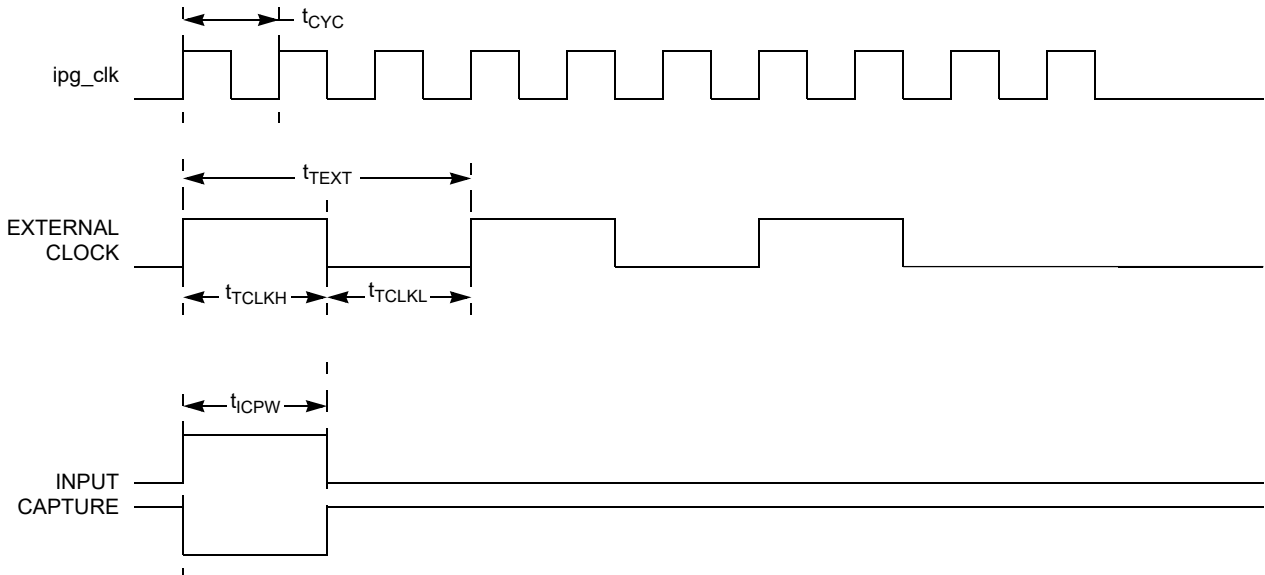 tCYC
ipg_clk
tTEXT
EXTERNAL
CLOCK
tTCLKH
tTCLKL
tICPW
INPUT
CAPTURE